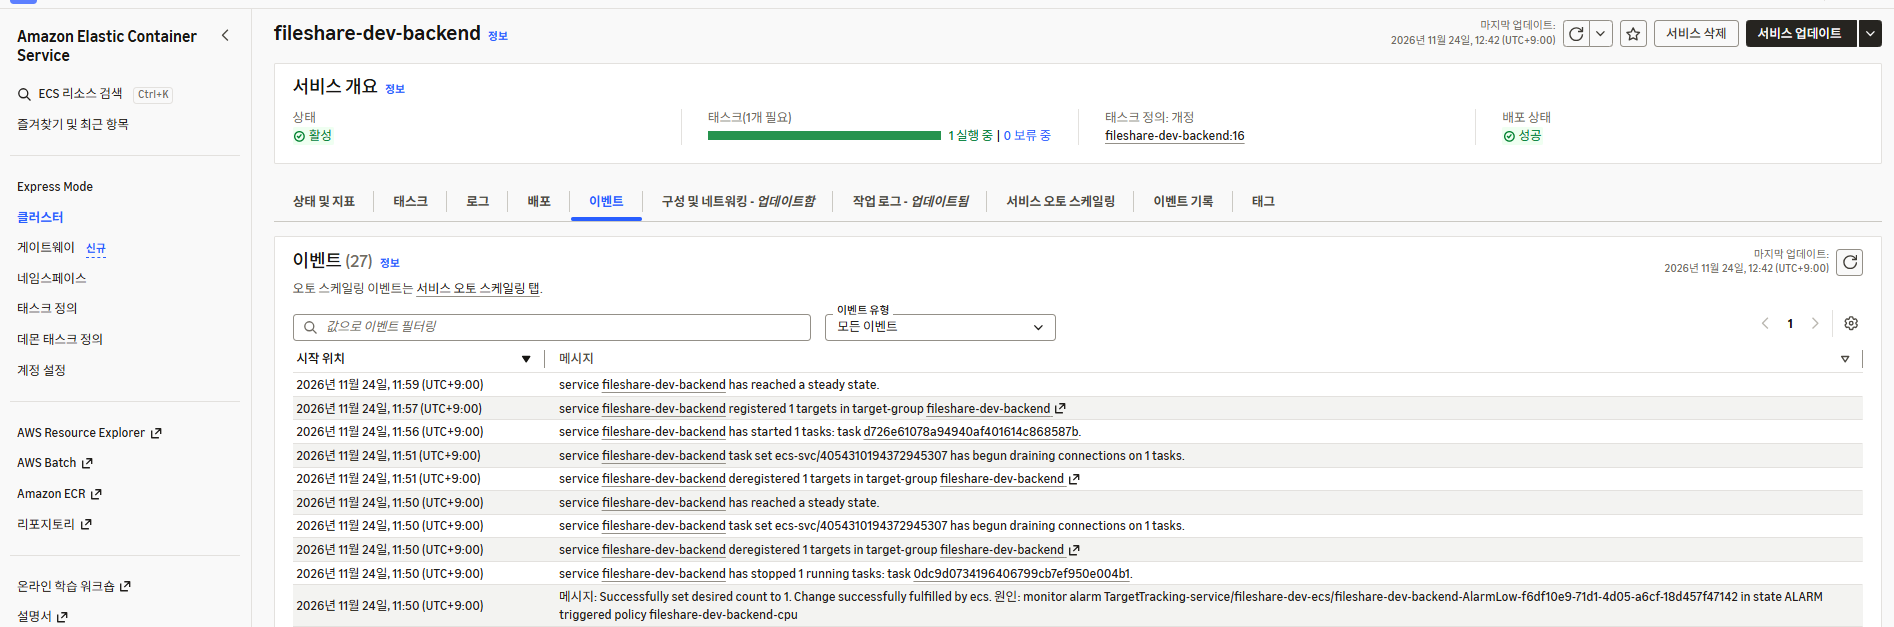 Amazon Elastic Container
Service
ECS 리소스 검색 Ctrl+K
즐겨찾기 및 최근 항목
Express Mode
클러스터
게이트웨이 신규
네임스페이스
태스크 정의
데몬 태스크 정의
계정 설정
AWS Resource Explorer
AWS Batch
Amazon ECR
리포지토리
온라인 학습 워크숍
설명서
fileshare-dev-backend 정보
마지막 업데이트:
2026년 11월 24일, 12:42 (UTC+9:00)
서비스 삭제
서비스 업데이트
서비스 개요 정보
상태
활성
태스크(1개 필요)
1 실행 중 | 0 보류 중
태스크 정의: 개정
fileshare-dev-backend:16
배포 상태
성공
상태 및 지표 태스크 로그 배포 이벤트 구성 및 네트워킹 - 업데이트함 작업 로그 - 업데이트됨 서비스 오토 스케일링 이벤트 기록 태그
이벤트 (27) 정보
오토 스케일링 이벤트는 서비스 오토 스케일링 탭.
마지막 업데이트:
2026년 11월 24일, 12:42 (UTC+9:00)
값으로 이벤트 필터링
이벤트 유형
모든 이벤트
1
시작 위치 메시지
2026년 11월 24일, 11:59 (UTC+9:00) service fileshare-dev-backend has reached a steady state.
2026년 11월 24일, 11:57 (UTC+9:00) service fileshare-dev-backend registered 1 targets in target-group fileshare-dev-backend
2026년 11월 24일, 11:56 (UTC+9:00) service fileshare-dev-backend has started 1 tasks: task d726e61078a94940af401614c868587b.
2026년 11월 24일, 11:51 (UTC+9:00) service fileshare-dev-backend task set ecs-svc/4054310194372945307 has begun draining connections on 1 tasks.
2026년 11월 24일, 11:51 (UTC+9:00) service fileshare-dev-backend deregistered 1 targets in target-group fileshare-dev-backend
2026년 11월 24일, 11:50 (UTC+9:00) service fileshare-dev-backend has reached a steady state.
2026년 11월 24일, 11:50 (UTC+9:00) service fileshare-dev-backend task set ecs-svc/4054310194372945307 has begun draining connections on 1 tasks.
2026년 11월 24일, 11:50 (UTC+9:00) service fileshare-dev-backend deregistered 1 targets in target-group fileshare-dev-backend
2026년 11월 24일, 11:50 (UTC+9:00) service fileshare-dev-backend has stopped 1 running tasks: task 0dc9d0734196406799cb7ef950e004b1.
2026년 11월 24일, 11:50 (UTC+9:00) 메시지: Successfully set desired count to 1. Change successfully fulfilled by ecs. 원인: monitor alarm TargetTracking-service/fileshare-dev-ecs/fileshare-dev-backend-AlarmLow-f6df10e9-71d1-4d05-a6cf-18d457f47142 in state ALARM
triggered policy fileshare-dev-backend-cpu